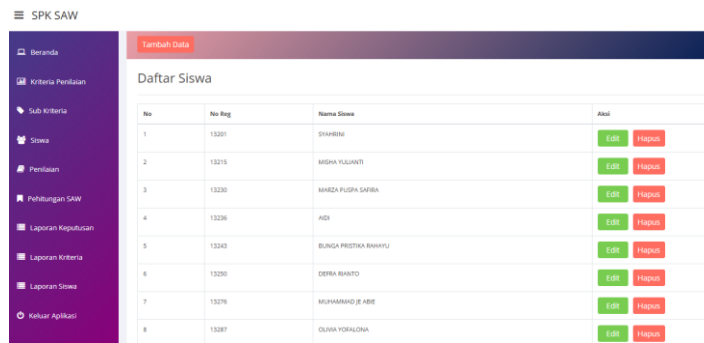 SPK SAW
Beranda
Kriteria Penilaian
Sub Kriteria
Siswa
Penilaian
Pehitungan SAW
Laporan Keputusan
Laporan Kriteria
Laporan Siswa
Keluar Aplikasi
Tambah Data
Daftar Siswa
No No Reg Nama Siswa Aksi
1 13201 SYAHRINI Edit Hapus
2 13215 MISHA YULIANTI Edit Hapus
3 13230 MARZA PUSPA SAFIRA Edit Hapus
4 13236 AIDI Edit Hapus
5 13243 BUNGA PRISTIKA RAHAYU Edit Hapus
6 13250 DEFRA RIANTO Edit Hapus
7 13276 MUHAMMAD JE ABIE Edit Hapus
8 13287 OLIVIA YOFALONA Edit Hapus